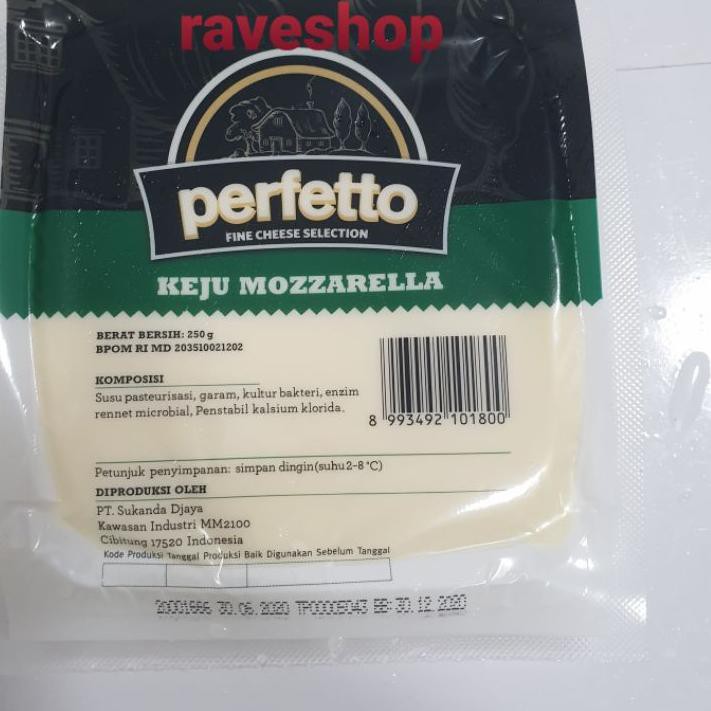 raveshop
perfetto
FINE CHEESE SELECTION
KEJU MOZZARELLA
BERAT BERSIH: 250 g
BPOM RI MD 203510021202
KOMPOSISI
Susu pasteurisasi, garam, kultur bakteri, enzim
rennet microbial, Penstabil kalsium klorida.
8 993492 101800
Petunjuk penyimpanan: simpan dingin(suhu 2-8 °C)
DIPRODUKSI OLEH
PT. Sukanda Djaya
Kawasan Industri MM2100
Cibitung 17520 Indonesia
Kode Produksi Tanggal Produksi Baik Digunakan Sebelum Tanggal
30.06.2020 BB: 30.12.2020